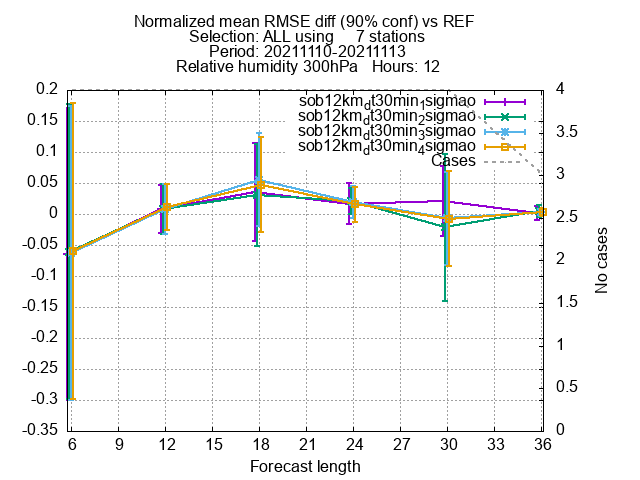 Normalized mean RMSE diff (90% conf) vs REF
Selection: ALL using 7 stations
Period: 20211110-20211113
Relative humidity 300hPa Hours: 12
sob12km_dt30min_1sigmao
sob12km_dt30min_2sigmao
sob12km_dt30min_3sigmao
sob12km_dt30min_4sigmao
Cases
0.2
0.15
0.1
0.05
0
-0.05
-0.1
-0.15
-0.2
-0.25
-0.3
-0.35
4
3.5
3
2.5
2
1.5
1
0.5
0
No cases
6 9 12 15 18 21 24 27 30 33 36
Forecast length